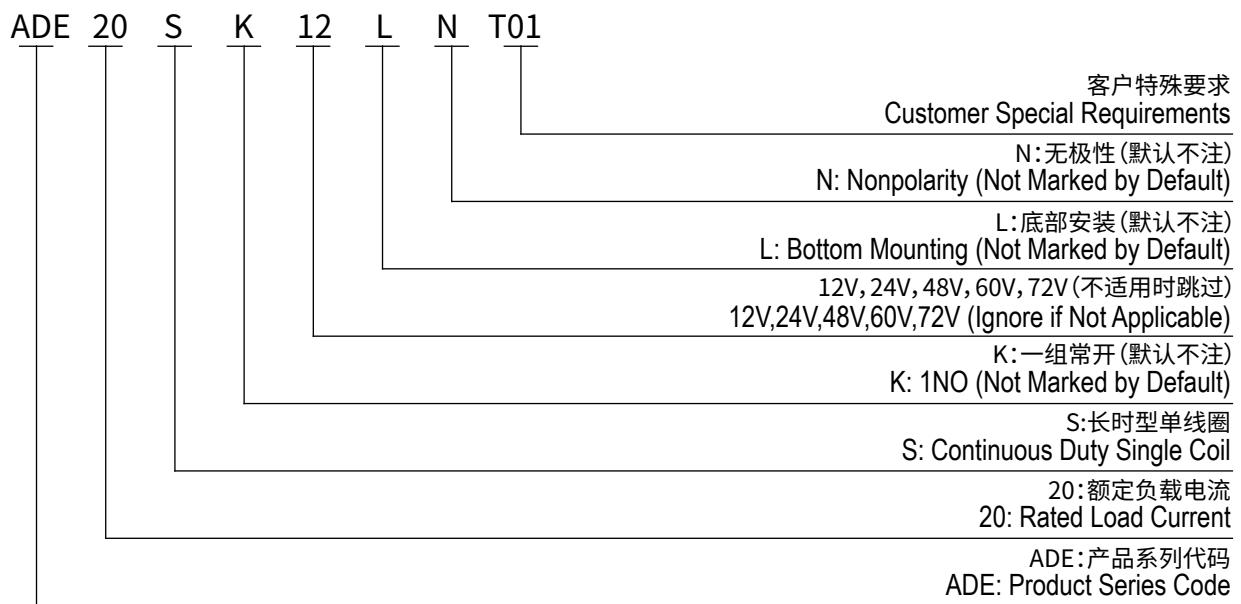 ADE 20 S K 12 L N T01
客户特殊要求
Customer Special Requirements
N:无极性(默认不注)
N: Nonpolarity (Not Marked by Default)
L:底部安装(默认不注)
L: Bottom Mounting (Not Marked by Default)
12V,24V,48V,60V,72V(不适用时跳过)
12V,24V,48V,60V,72V (Ignore if Not Applicable)
K:一组常开(默认不注)
K: 1NO (Not Marked by Default)
S:长时型单线圈
S: Continuous Duty Single Coil
20:额定负载电流
20: Rated Load Current
ADE:产品系列代码
ADE: Product Series Code